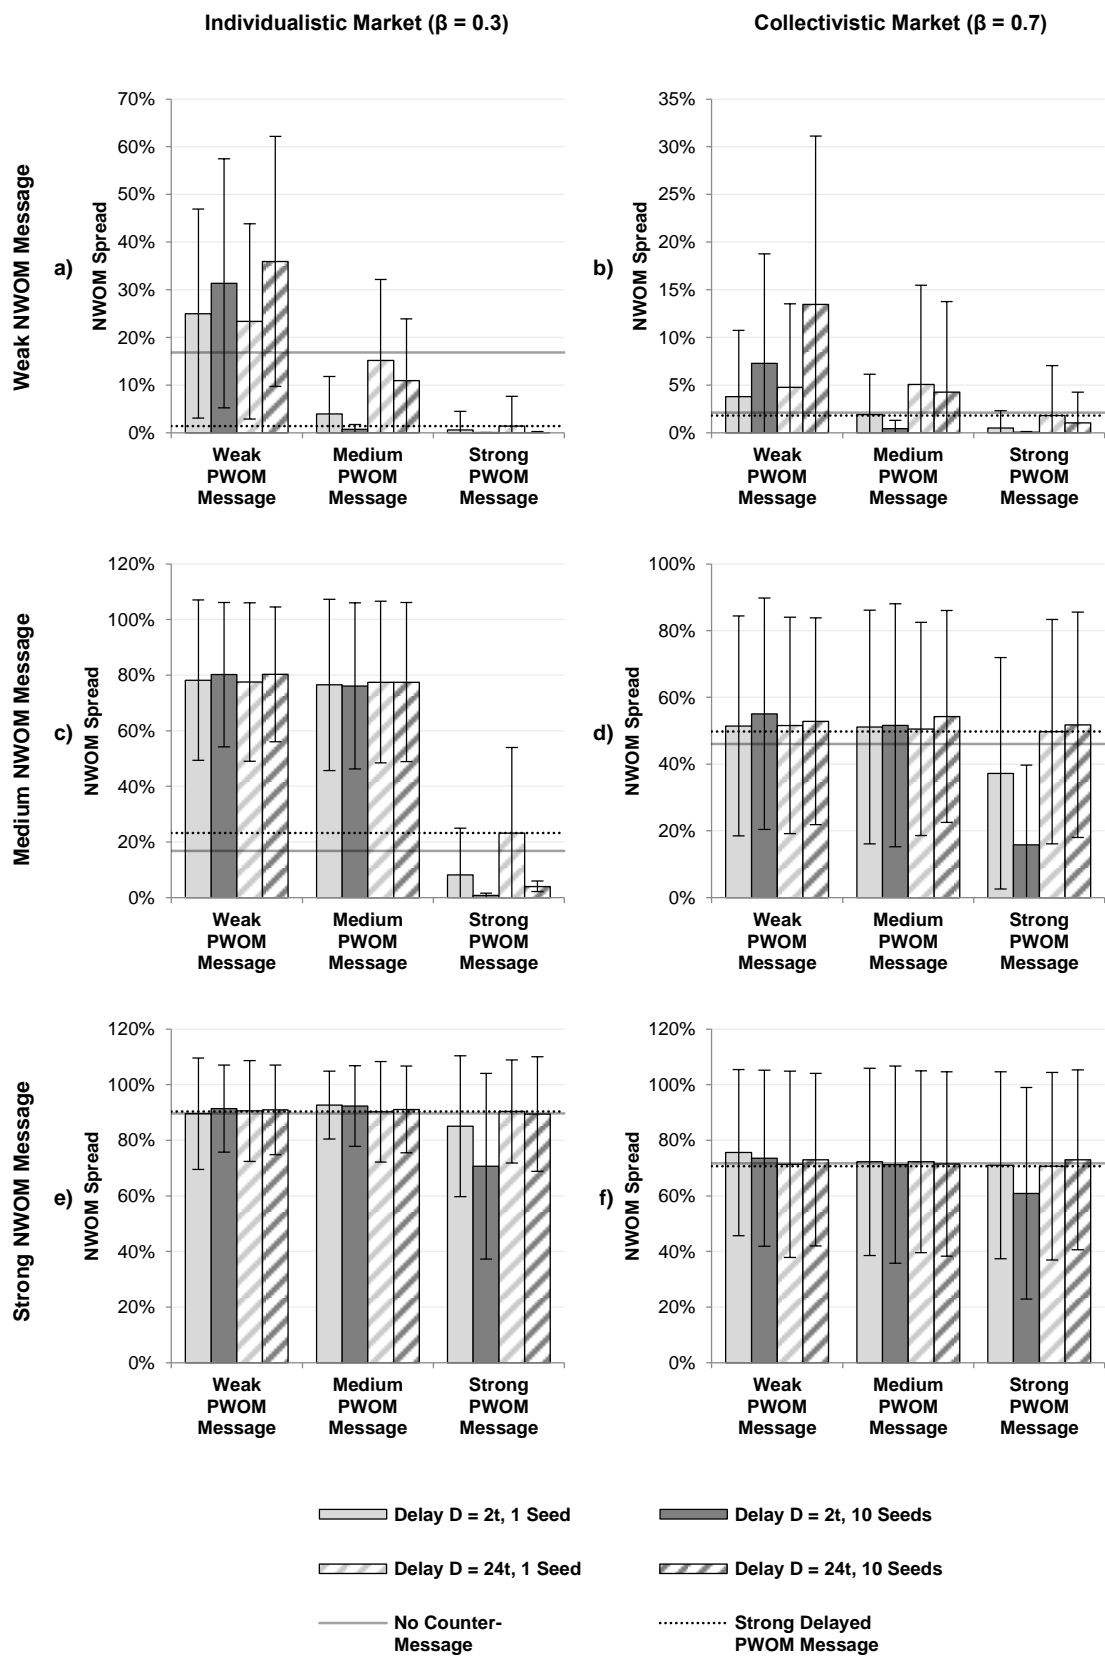 Individualistic Market (β = 0.3)
Collectivistic Market (β = 0.7)
Weak NWOM Message
a)
NWOM Spread
70%
60%
50%
40%
30%
20%
10%
0%
Weak
PWOM
Message
Medium
PWOM
Message
Strong
PWOM
Message
b)
NWOM Spread
35%
30%
25%
20%
15%
10%
5%
0%
Weak
PWOM
Message
Medium
PWOM
Message
Strong
PWOM
Message
Medium NWOM Message
c)
NWOM Spread
120%
100%
80%
60%
40%
20%
0%
Weak
PWOM
Message
Medium
PWOM
Message
Strong
PWOM
Message
d)
NWOM Spread
100%
80%
60%
40%
20%
0%
Weak
PWOM
Message
Medium
PWOM
Message
Strong
PWOM
Message
Strong NWOM Message
e)
NWOM Spread
120%
100%
80%
60%
40%
20%
0%
Weak
PWOM
Message
Medium
PWOM
Message
Strong
PWOM
Message
f)
NWOM Spread
120%
100%
80%
60%
40%
20%
0%
Weak
PWOM
Message
Medium
PWOM
Message
Strong
PWOM
Message
Delay D = 2t, 1 Seed
Delay D = 2t, 10 Seeds
Delay D = 24t, 1 Seed
Delay D = 24t, 10 Seeds
No Counter-
Message
Strong Delayed
PWOM Message